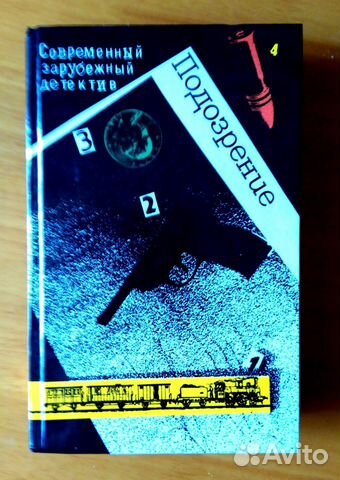 Современный
зарубежный
детектив
Подозрение
4
3
2
1
Avito